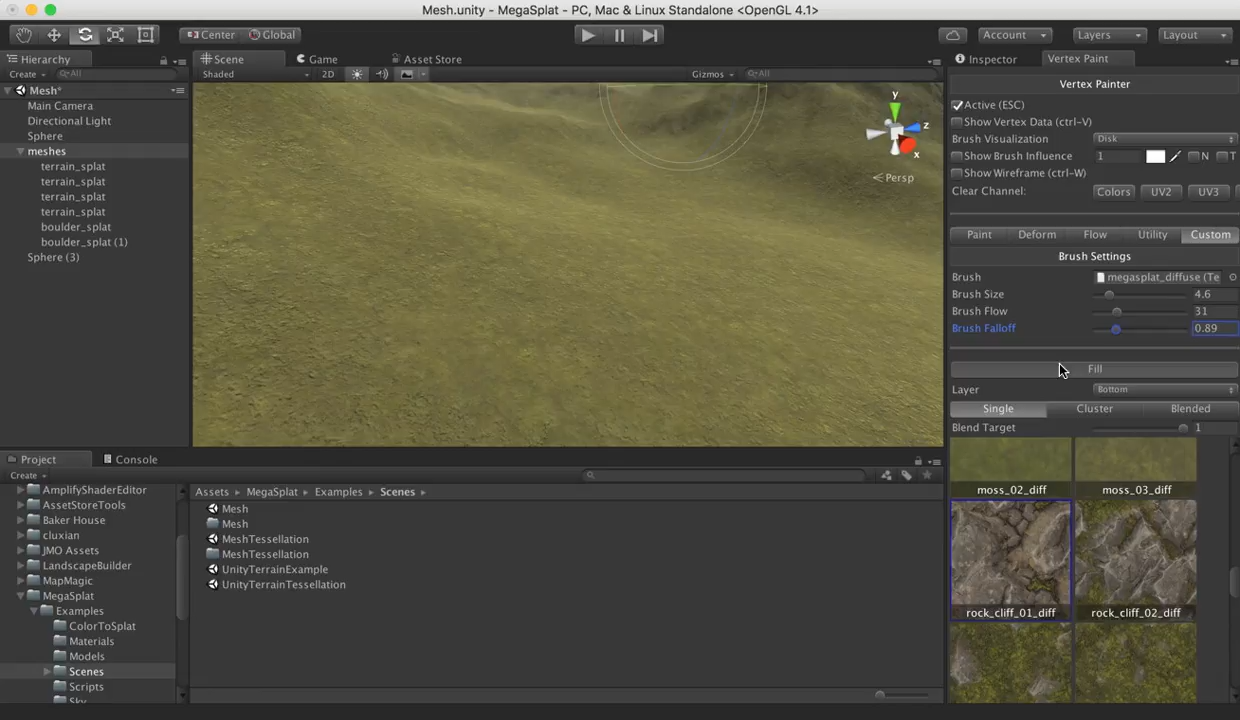 Mesh.unity - MegaSplat - PC, Mac & Linux Standalone <OpenGL 4.1>
Center Global Account Layers Layout
Hierarchy
Create All
Mesh*
Main Camera
Directional Light
Sphere
meshes
terrain_splat
terrain_splat
terrain_splat
terrain_splat
boulder_splat
boulder_splat (1)
Sphere (3)
Scene Game Asset Store
Shaded 2D Gizmos All
y
z
x
Persp
Inspector Vertex Paint
Vertex Painter
Active (ESC)
Show Vertex Data (ctrl-V)
Brush Visualization Disk
Show Brush Influence 1 N T
Show Wireframe (ctrl-W)
Clear Channel: Colors UV2 UV3
Paint Deform Flow Utility Custom
Brush Settings
Brush megasplat_diffuse (Te
Brush Size 4.6
Brush Flow 31
Brush Falloff 0.89
Fill
Layer Bottom
Single Cluster Blended
Blend Target 1
moss_02_diff moss_03_diff
rock_cliff_01_diff rock_cliff_02_diff
Project Console
Create
AmplifyShaderEditor
AssetStoreTools
Baker House
cluxian
JMO Assets
LandscapeBuilder
MapMagic
MegaSplat
Examples
ColorToSplat
Materials
Models
Scenes
Scripts
Sky
Assets Megasplat Examples Scenes
Mesh
Mesh
MeshTessellation
MeshTessellation
UnityTerrainExample
UnityTerrainTessellation